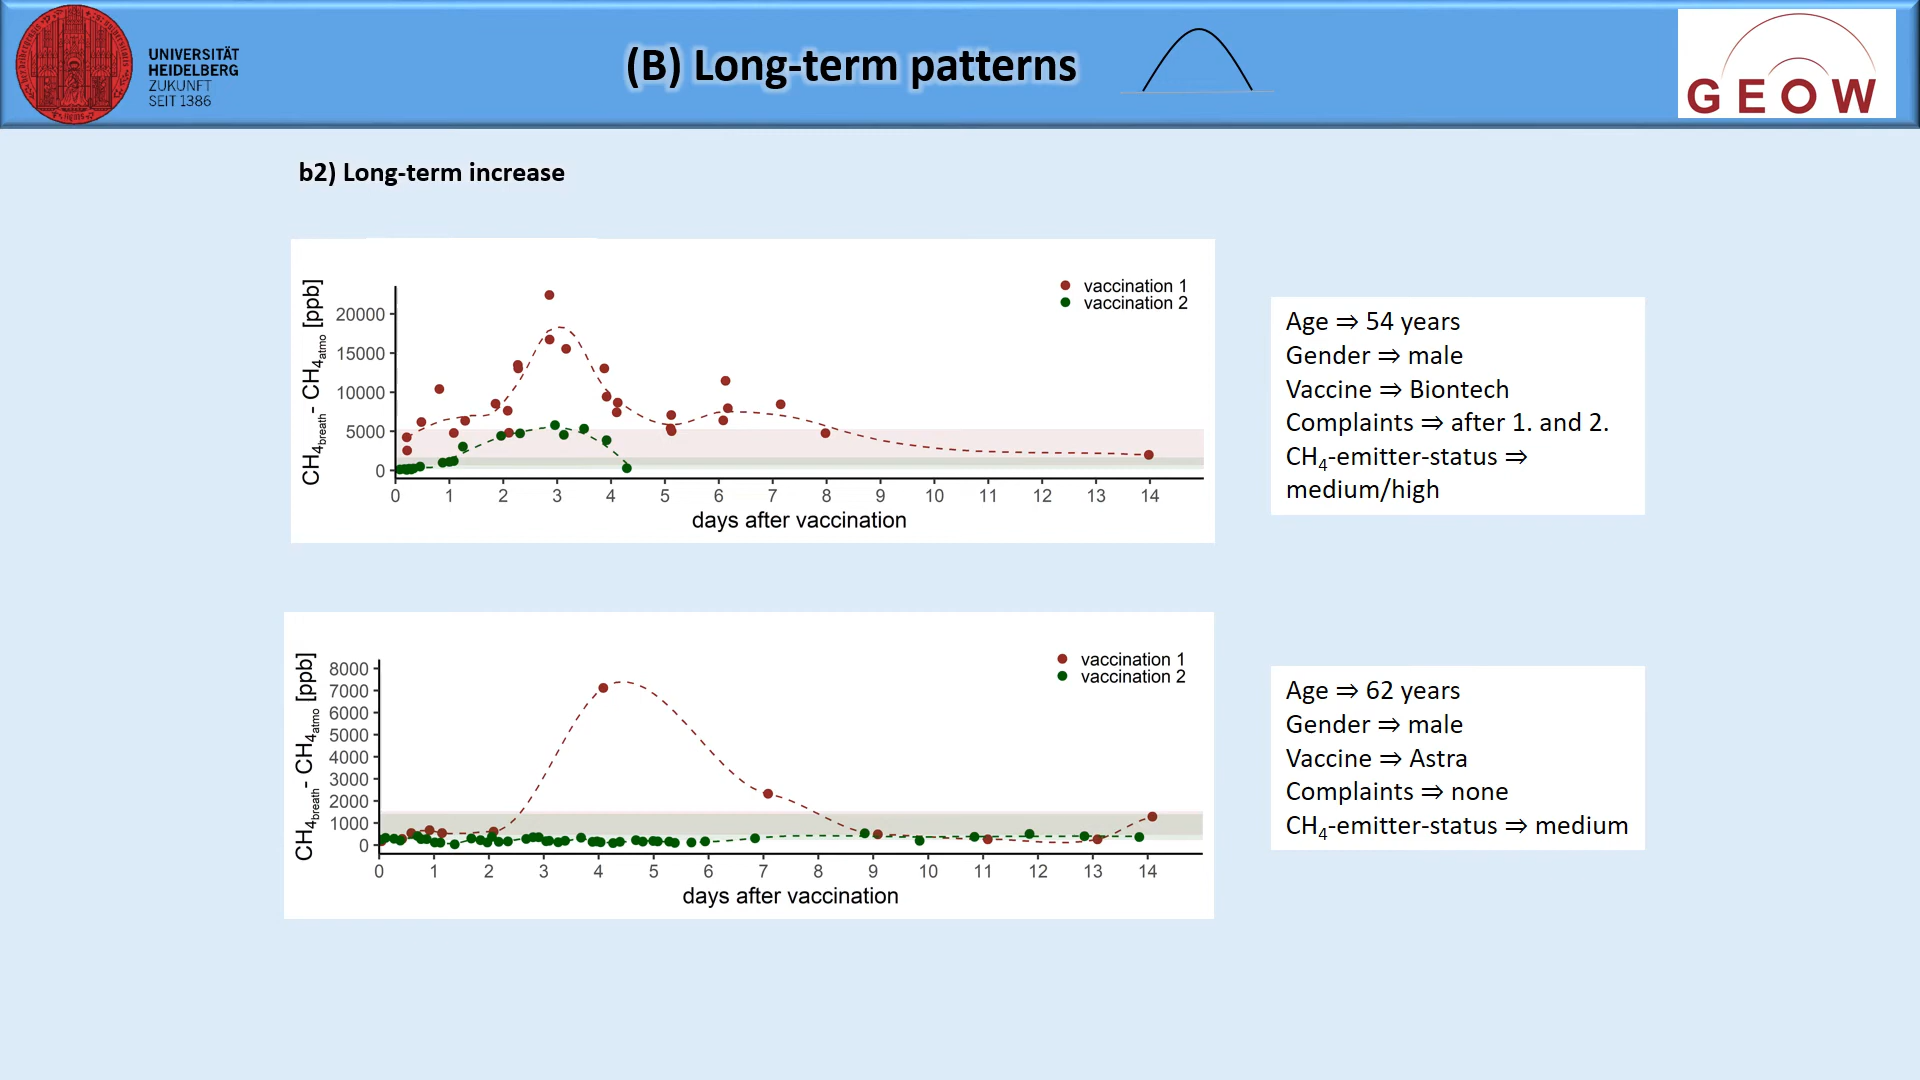 UNIVERSITÄT
HEIDELBERG
ZUKUNFT
SEIT 1386
(B) Long-term patterns
GEOW
b2) Long-term increase
CH4breath- CH4atmo [ppb]
20000
15000
10000
5000
0
vaccination 1
vaccination 2
0 1 2 3 4 5 6 7 8 9 10 11 12 13 14
days after vaccination
Age ⇒ 54 years
Gender ⇒ male
Vaccine ⇒ Biontech
Complaints ⇒ after 1. and 2.
CH4-emitter-status ⇒
medium/high
CH4breath- CH4atmo [ppb]
8000
7000
6000
5000
4000
3000
2000
1000
0
vaccination 1
vaccination 2
0 1 2 3 4 5 6 7 8 9 10 11 12 13 14
days after vaccination
Age ⇒ 62 years
Gender ⇒ male
Vaccine ⇒ Astra
Complaints ⇒ none
CH4-emitter-status ⇒ medium